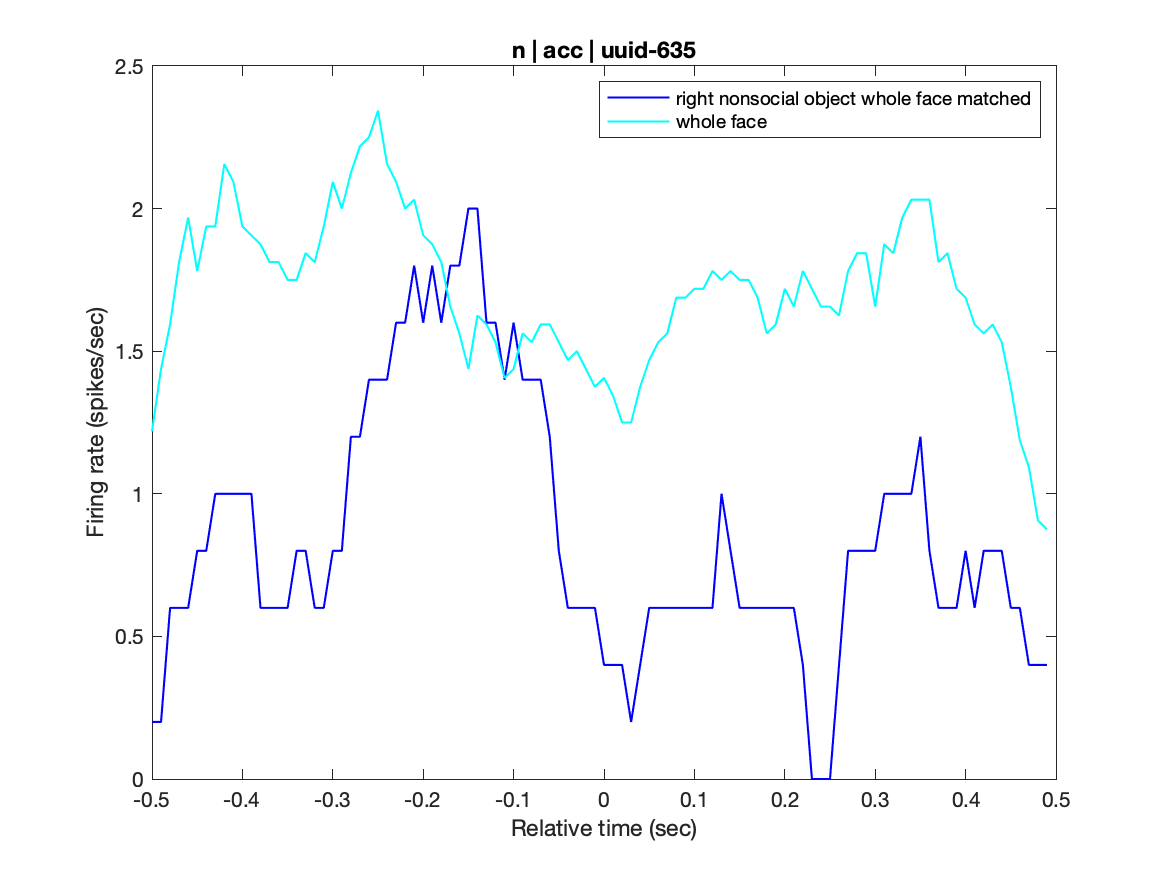 n | acc | uuid-635
right nonsocial object whole face matched
whole face
Firing rate (spikes/sec)
2.5
2
1.5
1
0.5
0
-0.5 -0.4 -0.3 -0.2 -0.1 0 0.1 0.2 0.3 0.4 0.5
Relative time (sec)